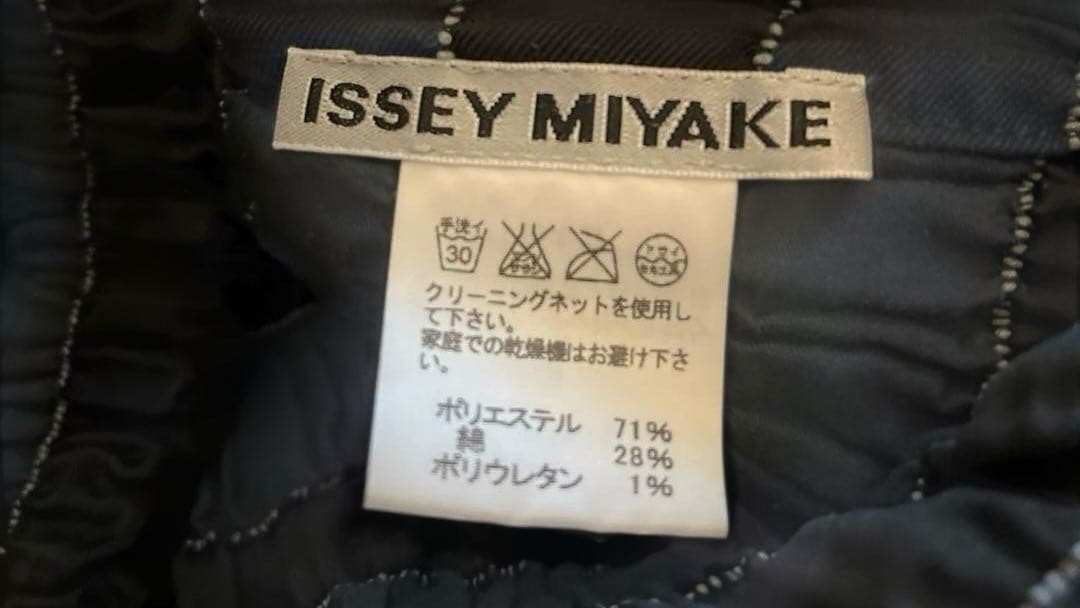 ISSEY MIYAKE
手洗イ
30
クリーニングネットを使用し
て下さい。
家庭での乾燥機はお避け下さ
い。
ポリエステル 71%
綿 28%
ポリウレタン 1%